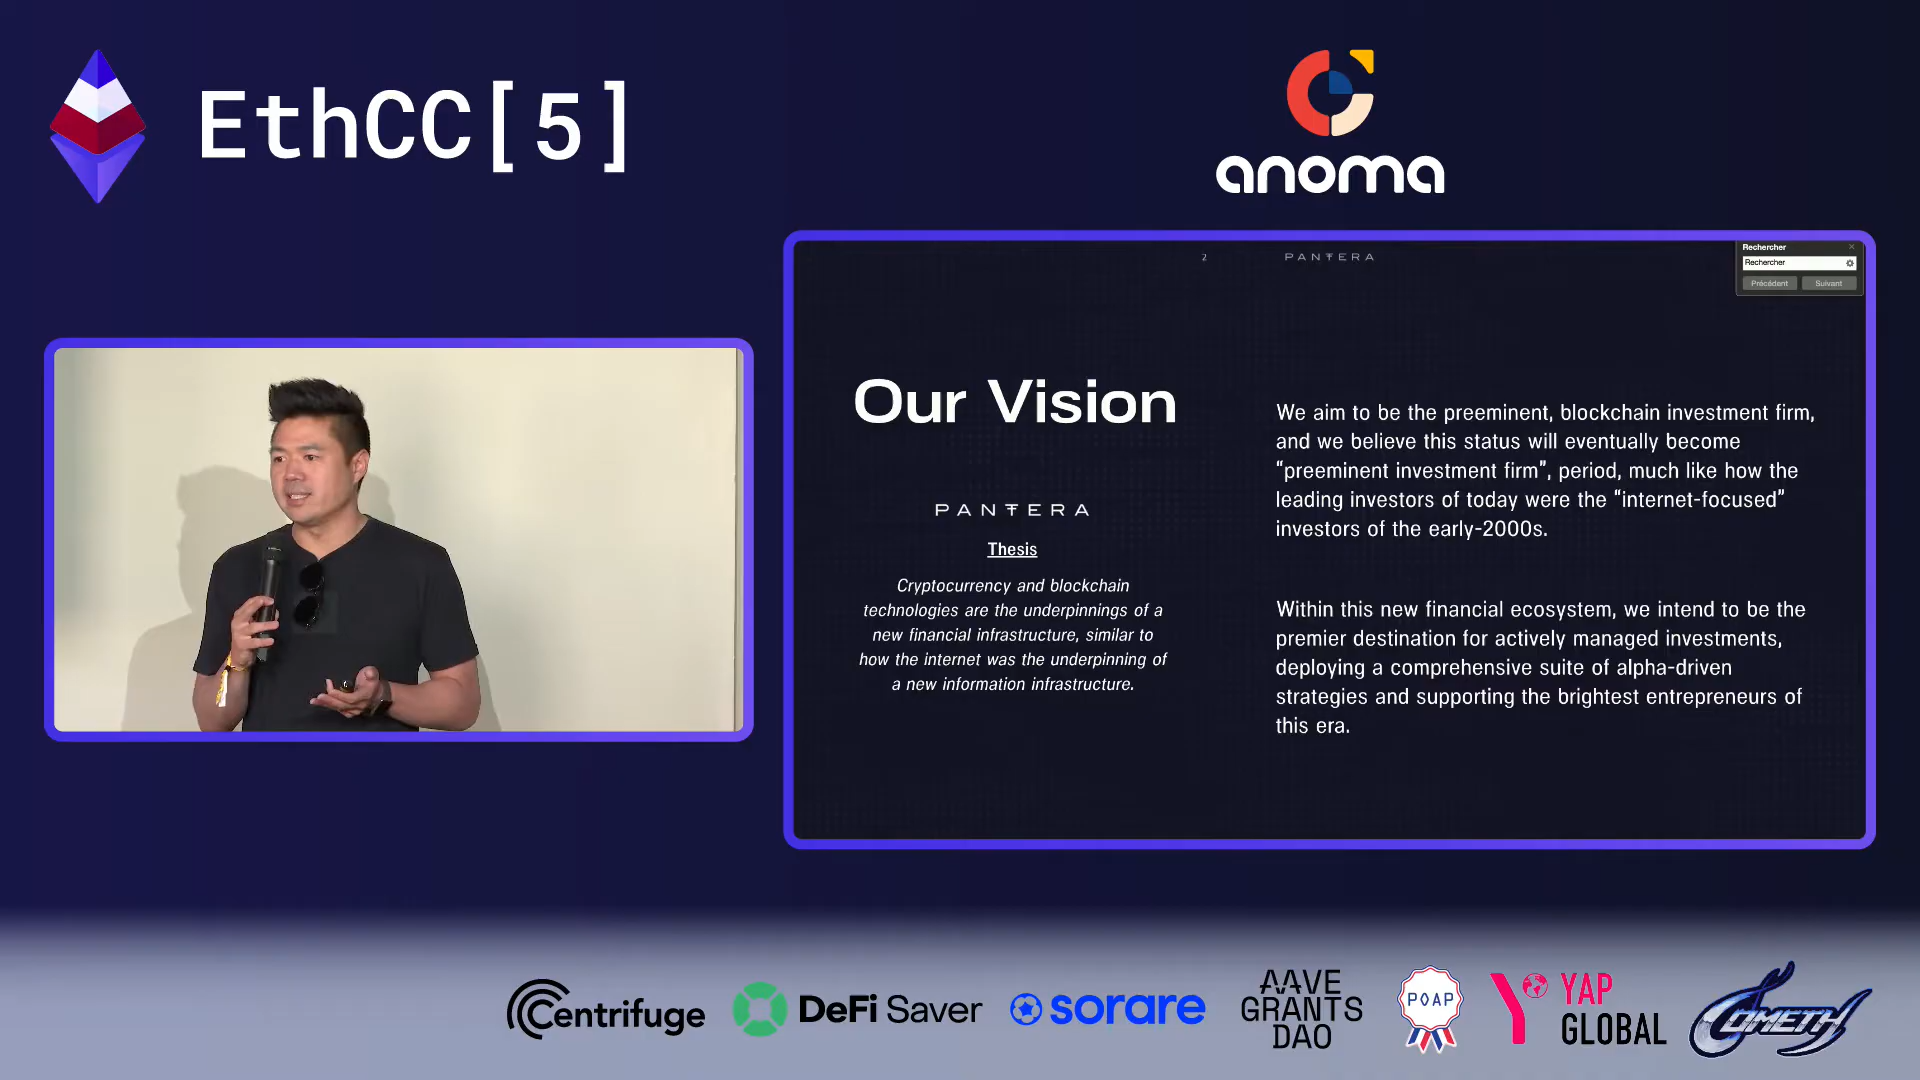 EthCC[5]
anoma
2
PANTERA
Rechercher
Rechercher
Précédent
Suivant
Our Vision
PANTERA
Thesis
Cryptocurrency and blockchain
technologies are the underpinnings of a
new financial infrastructure, similar to
how the internet was the underpinning of
a new information infrastructure.
We aim to be the preeminent, blockchain investment firm,
and we believe this status will eventually become
“preeminent investment firm”, period, much like how the
leading investors of today were the “internet-focused”
investors of the early-2000s.
Within this new financial ecosystem, we intend to be the
premier destination for actively managed investments,
deploying a comprehensive suite of alpha-driven
strategies and supporting the brightest entrepreneurs of
this era.
Centrifuge
DeFi Saver
sorare
AAVE
GRANTS
DAO
POAP
YAP
GLOBAL
COMETH